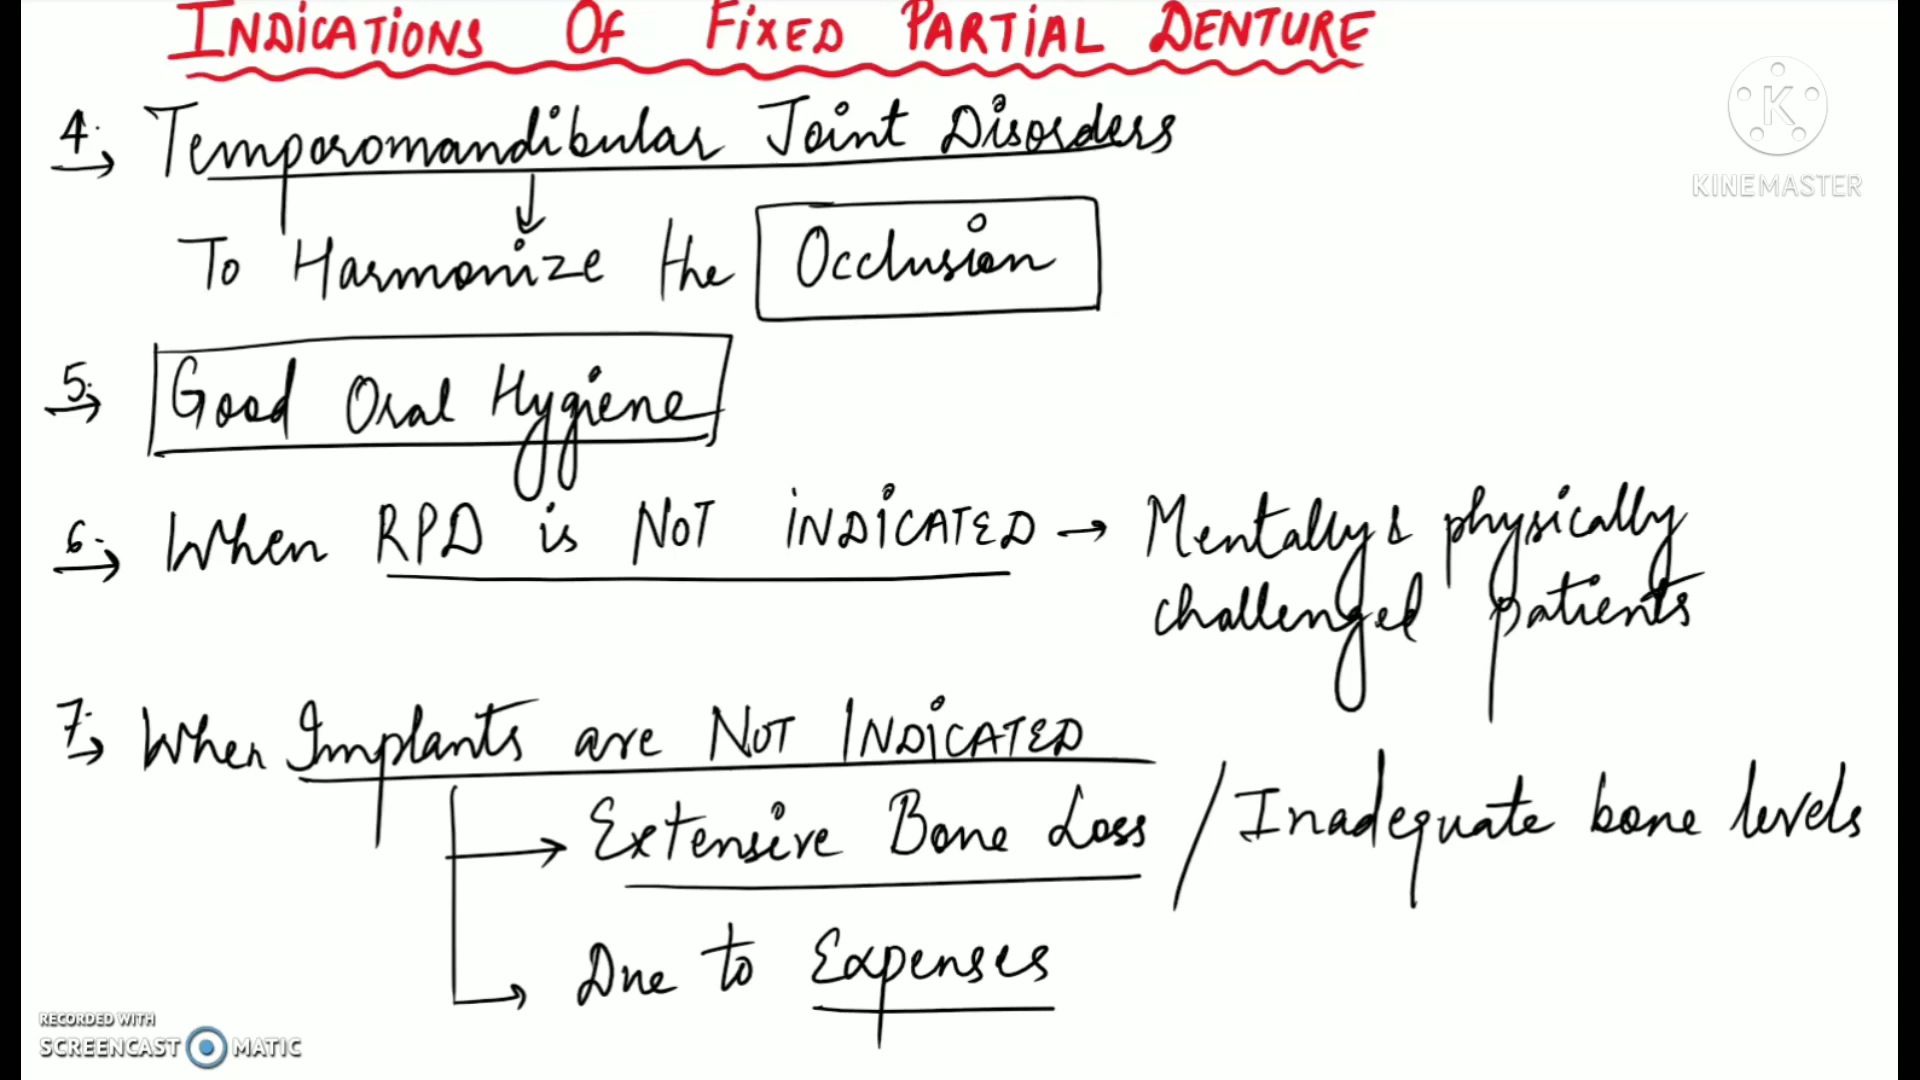 INDICATIONS OF FIXED PARTIAL DENTURE
4. Temporomandibular Joint Disorders
To Harmonize the Occlusion
5. Good Oral Hygiene
6. When RPD is NOT INDICATED → Mentally & physically
challenged patients
7. When Implants are NOT INDICATED
→ Extensive Bone Loss / Inadequate bone levels
→ Due to Expenses
K
KINEMASTER
RECORDED WITH
SCREENCAST MATIC